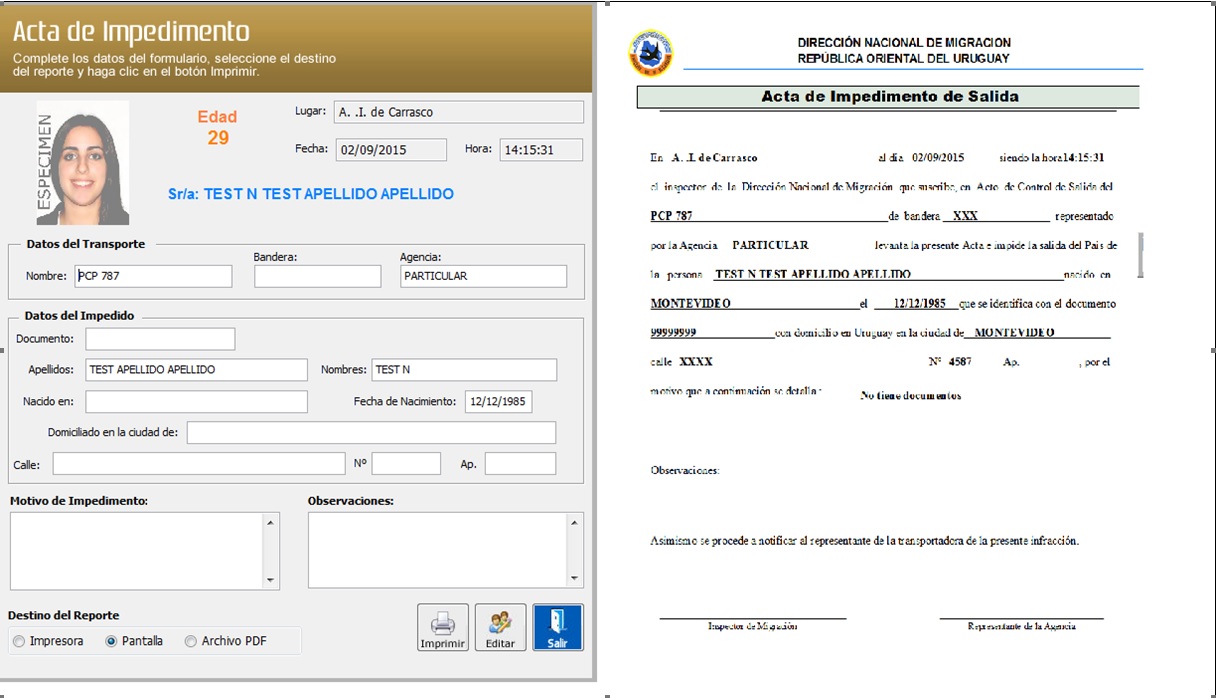 Acta de Impedimento
Complete los datos del formulario, seleccione el destino
del reporte y haga clic en el botón Imprimir.
ESPECIMEN
Edad
29
Lugar: A. .I. de Carrasco
Fecha: 02/09/2015 Hora: 14:15:31
Sr/a: TEST N TEST APELLIDO APELLIDO
Datos del Transporte
Nombre: PCP 787 Bandera: Agencia: PARTICULAR
Datos del Impedido
Documento:
Apellidos: TEST APELLIDO APELLIDO Nombres: TEST N
Nacido en: Fecha de Nacimiento: 12/12/1985
Domiciliado en la ciudad de:
Calle: Nº Ap.
Motivo de Impedimento: Observaciones:
Destino del Reporte
Impresora Pantalla Archivo PDF
Imprimir Editar Salir
DIRECCIÓN NACIONAL DE MIGRACION
REPÚBLICA ORIENTAL DEL URUGUAY
Acta de Impedimento de Salida
En A. .I. de Carrasco al día 02/09/2015 siendo la hora 14:15:31
el inspector de la Dirección Nacional de Migración que suscribe, en Acto de Control de Salida del
PCP 787 de bandera XXX representado
por la Agencia PARTICULAR levanta la presente Acta e impide la salida del Pais de
la persona TEST N TEST APELLIDO APELLIDO nacido en
MONTEVIDEO el 12/12/1985 que se identifica con el documento
99999999 con domicilio en Uruguay en la ciudad de MONTEVIDEO
calle XXXX Nº 4587 Ap. , por el
motivo que a continuación se detalla: No tiene documentos
Observaciones:
Asimismo se procede a notificar al representante de la transportadora de la presente infracción.
Inspector de Migración Representante de la Agencia